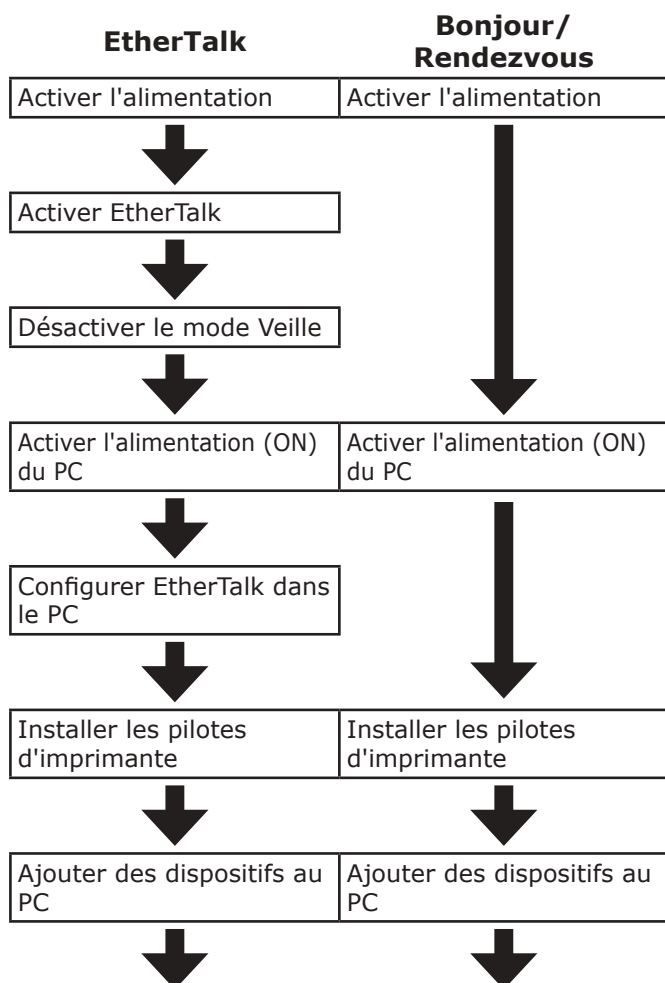 EtherTalk
Bonjour/
Rendezvous
Activer l'alimentation
Activer l'alimentation
Activer EtherTalk
Désactiver le mode Veille
Activer l'alimentation (ON)
du PC
Activer l'alimentation (ON)
du PC
Configurer EtherTalk dans
le PC
Installer les pilotes
d'imprimante
Installer les pilotes
d'imprimante
Ajouter des dispositifs au
PC
Ajouter des dispositifs au
PC